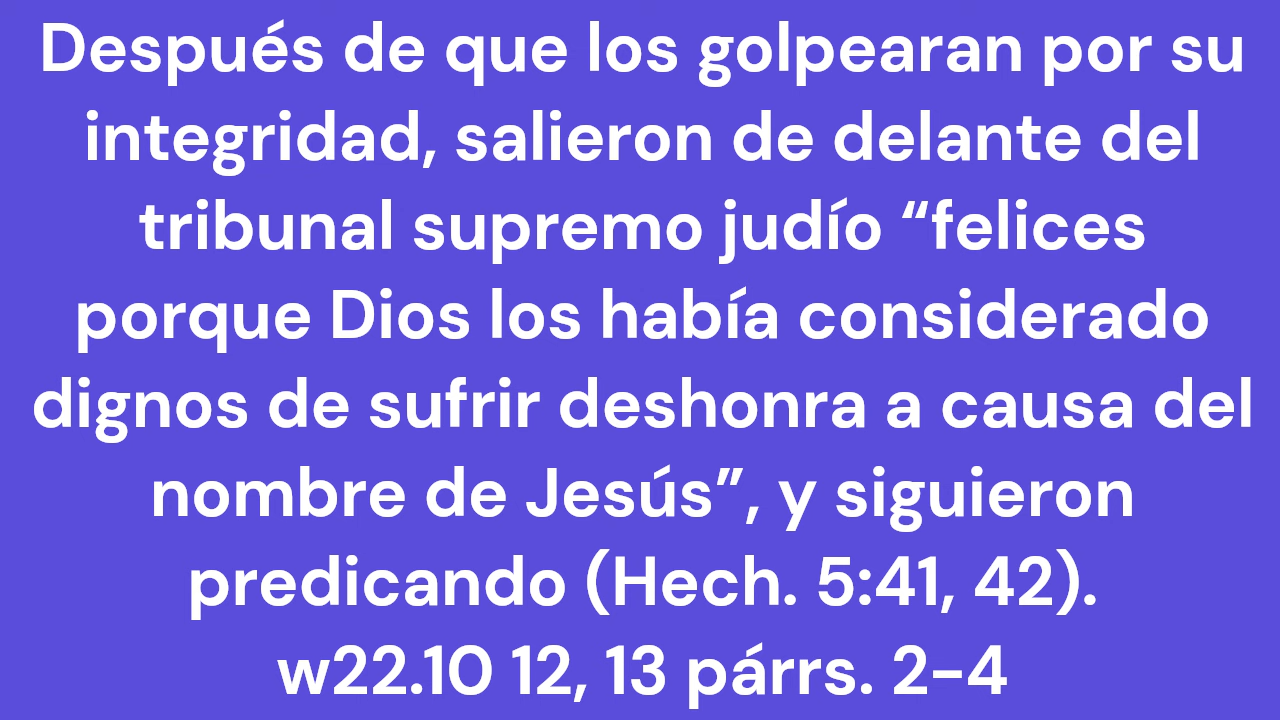 Después de que los golpearan por su
integridad, salieron de delante del
tribunal supremo judío “felices
porque Dios los había considerado
dignos de sufrir deshonra a causa del
nombre de Jesús”, y siguieron
predicando (Hech. 5:41, 42).
w22.10 12, 13 párrs. 2-4